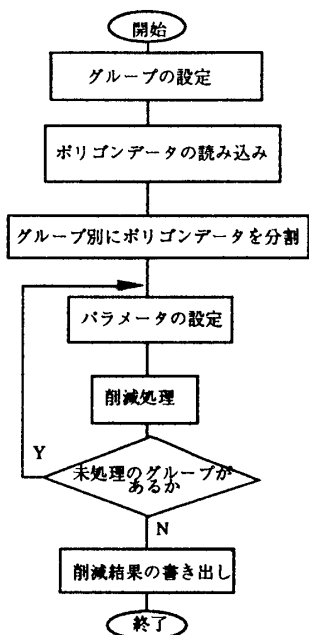 開始
グループの設定
ポリゴンデータの読み込み
グループ別にポリゴンデータを分割
パラメータの設定
削減処理
Y
未処理のグループが
あるか
N
削減結果の書き出し
終了